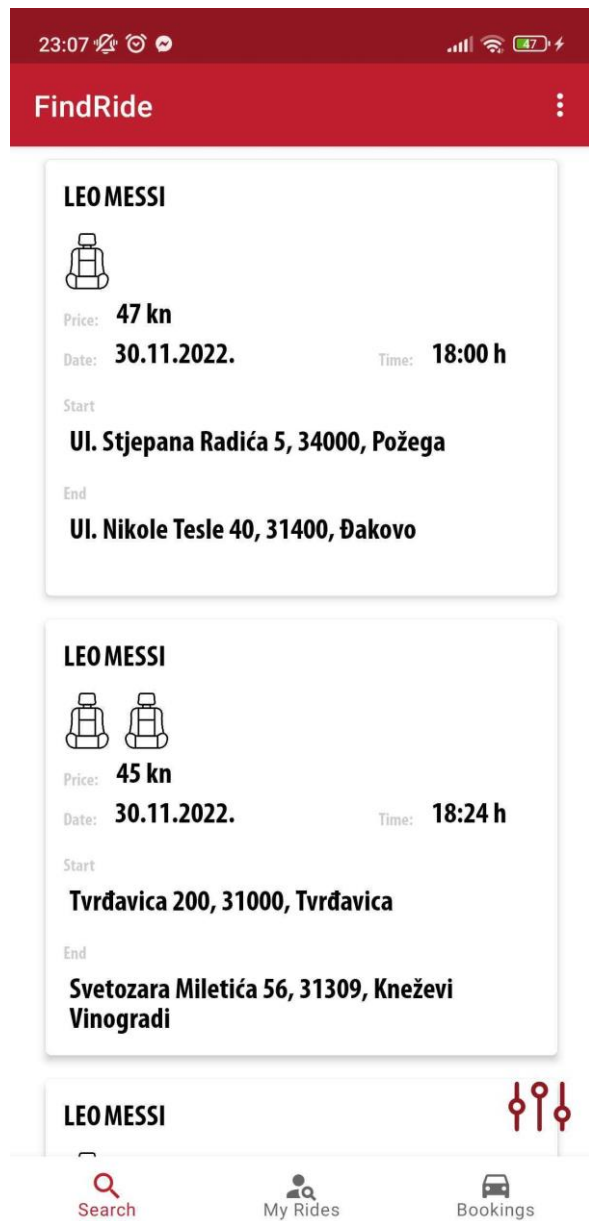 23:07
47
FindRide
LEO MESSI
Price: 47 kn
Date: 30.11.2022. Time: 18:00 h
Start
Ul. Stjepana Radića 5, 34000, Požega
End
Ul. Nikole Tesle 40, 31400, Đakovo
LEO MESSI
Price: 45 kn
Date: 30.11.2022. Time: 18:24 h
Start
Tvrđavica 200, 31000, Tvrđavica
End
Svetozara Miletića 56, 31309, Kneževi
Vinogradi
LEO MESSI
Search My Rides Bookings